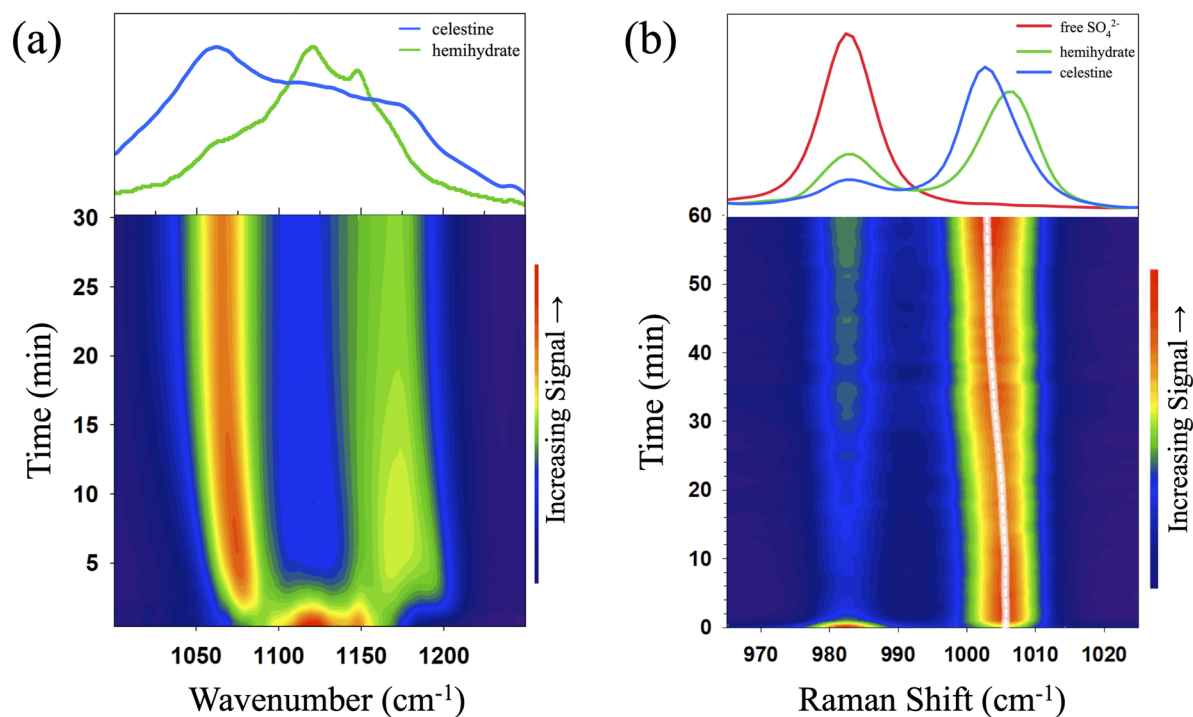 (a)
celestine
hemihydrate
30
25
20
15
10
5
Time (min)
1050 1100 1150 1200
Wavenumber (cm⁻¹)
Increasing Signal →
(b)
free SO₄²⁻
hemihydrate
celestine
60
50
40
30
20
10
0
Time (min)
970 980 990 1000 1010 1020
Raman Shift (cm⁻¹)
Increasing Signal →